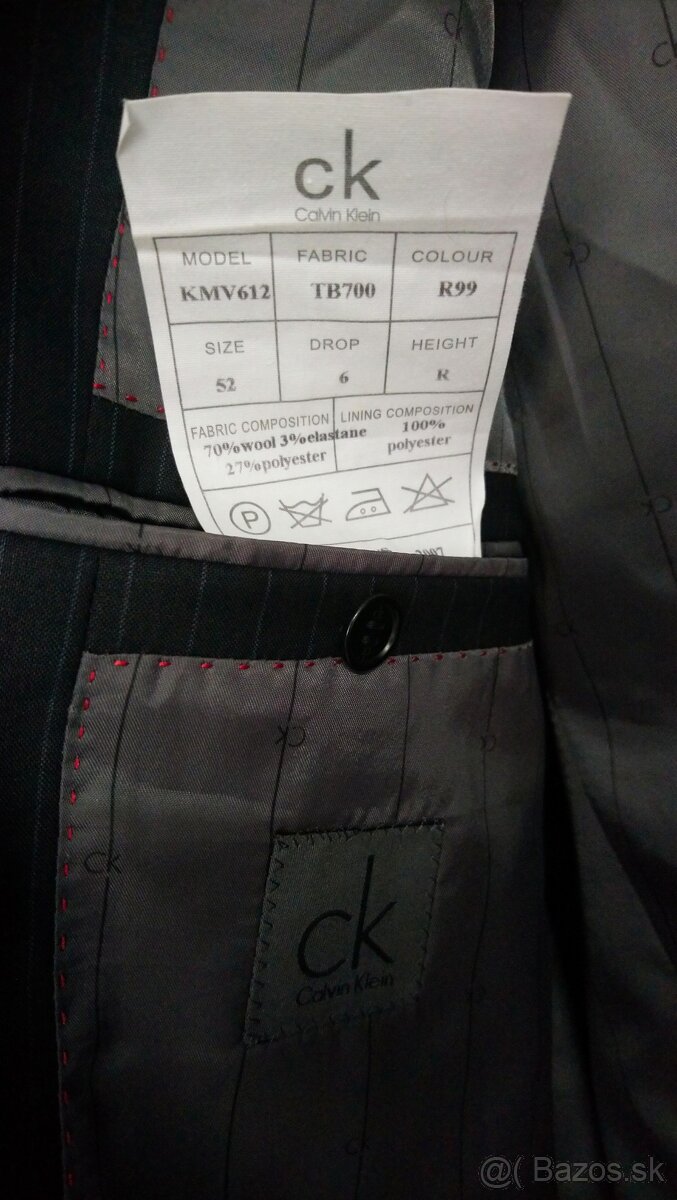 ck
Calvin Klein
MODEL FABRIC COLOUR
KMV612 TB700 R99
SIZE DROP HEIGHT
52 6 R
FABRIC COMPOSITION LINING COMPOSITION
70%wool 3%elastane 100%
27%polyester polyester
P
ck
ck
Calvin Klein
@( Bazos.sk